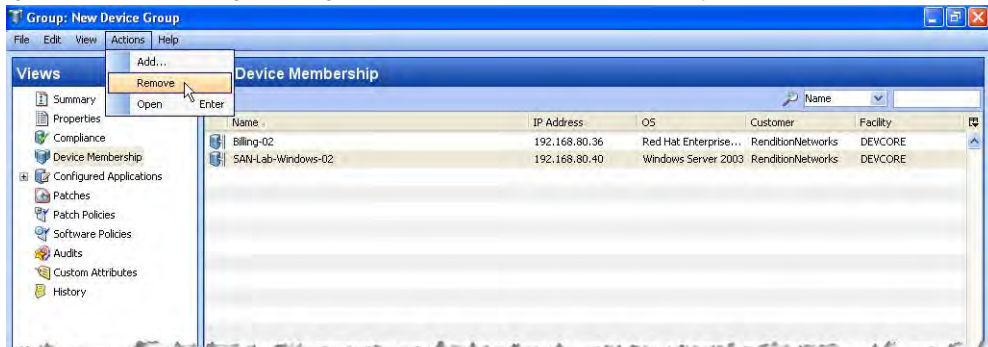 Group: New Device Group
File Edit View Actions Help
Add...
Remove
Open Enter
Views
Summary
Properties
Compliance
Device Membership
Configured Applications
Patches
Patch Policies
Software Policies
Audits
Custom Attributes
History
Device Membership
Name
Name IP Address OS Customer Facility
Billing-02 192.168.80.36 Red Hat Enterprise... RenditionNetworks DEVCORE
SAN-Lab-Windows-02 192.168.80.40 Windows Server 2003 RenditionNetworks DEVCORE